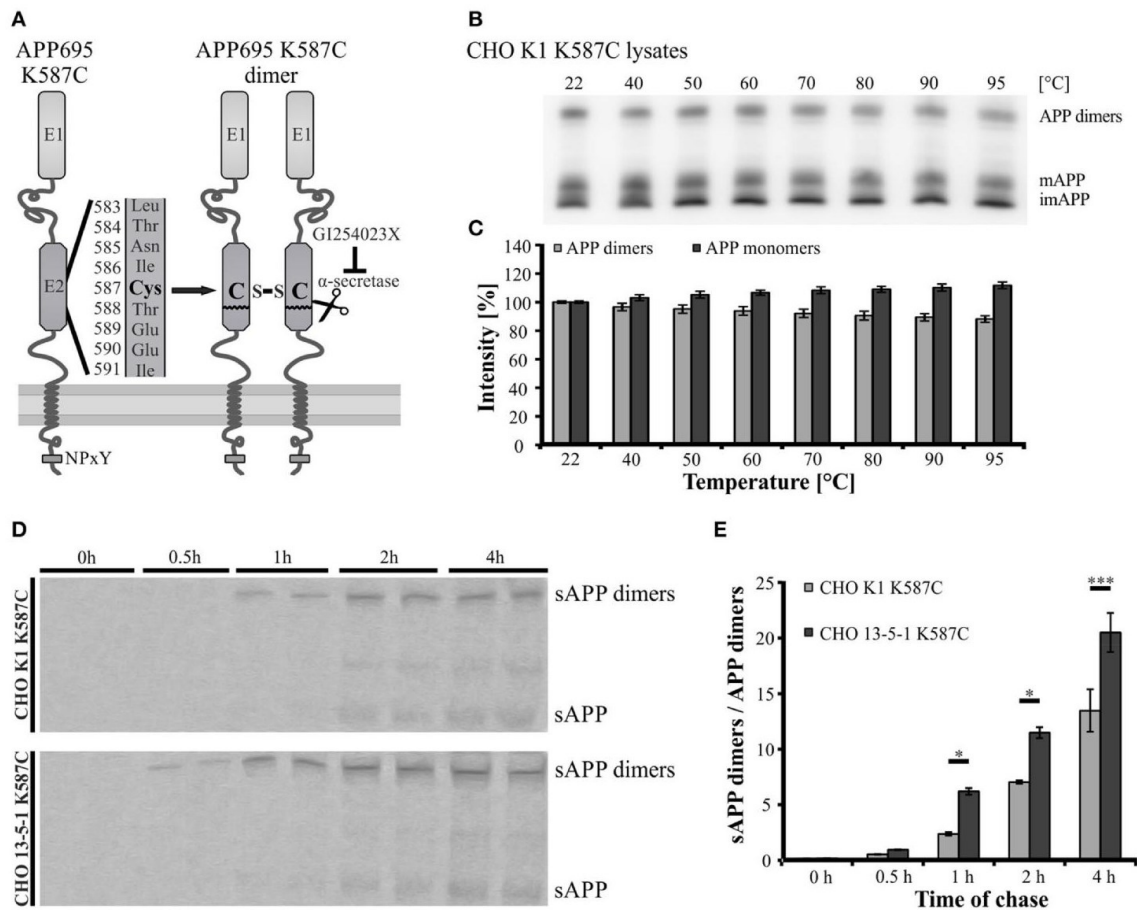 A
APP695
K587C
APP695 K587C
dimer
E1
E1
E1
583 Leu
584 Thr
585 Asn
586 Ile
587 Cys
588 Thr
589 Glu
590 Glu
591 Ile
E2
C S-S C
GI254023X
α-secretase
NPxY
B
CHO K1 K587C lysates
22 40 50 60 70 80 90 95 [°C]
APP dimers
mAPP
imAPP
C
APP dimers APP monomers
140
120
100
80
60
40
20
0
Intensity [%]
22 40 50 60 70 80 90 95
Temperature [°C]
D
0h 0.5h 1h 2h 4h
CHO K1 K587C
sAPP dimers
sAPP
CHO 13-5-1 K587C
sAPP dimers
sAPP
E
CHO K1 K587C
CHO 13-5-1 K587C
sAPP dimers / APP dimers
25
20
15
10
5
0
*
*
***
0 h 0.5 h 1 h 2 h 4 h
Time of chase